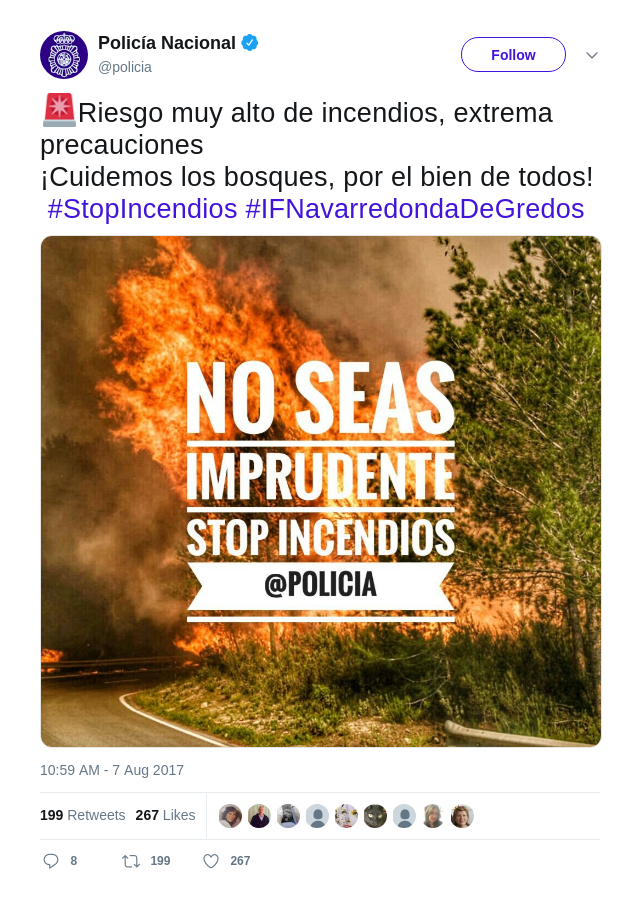 Policía Nacional
@policia
Follow
🚨Riesgo muy alto de incendios, extrema
precauciones
¡Cuidemos los bosques, por el bien de todos!
#StopIncendios #IFNavarredondaDeGredos
NO SEAS
IMPRUDENTE
STOP INCENDIOS
@POLICIA
10:59 AM - 7 Aug 2017
199 Retweets 267 Likes
8 199 267